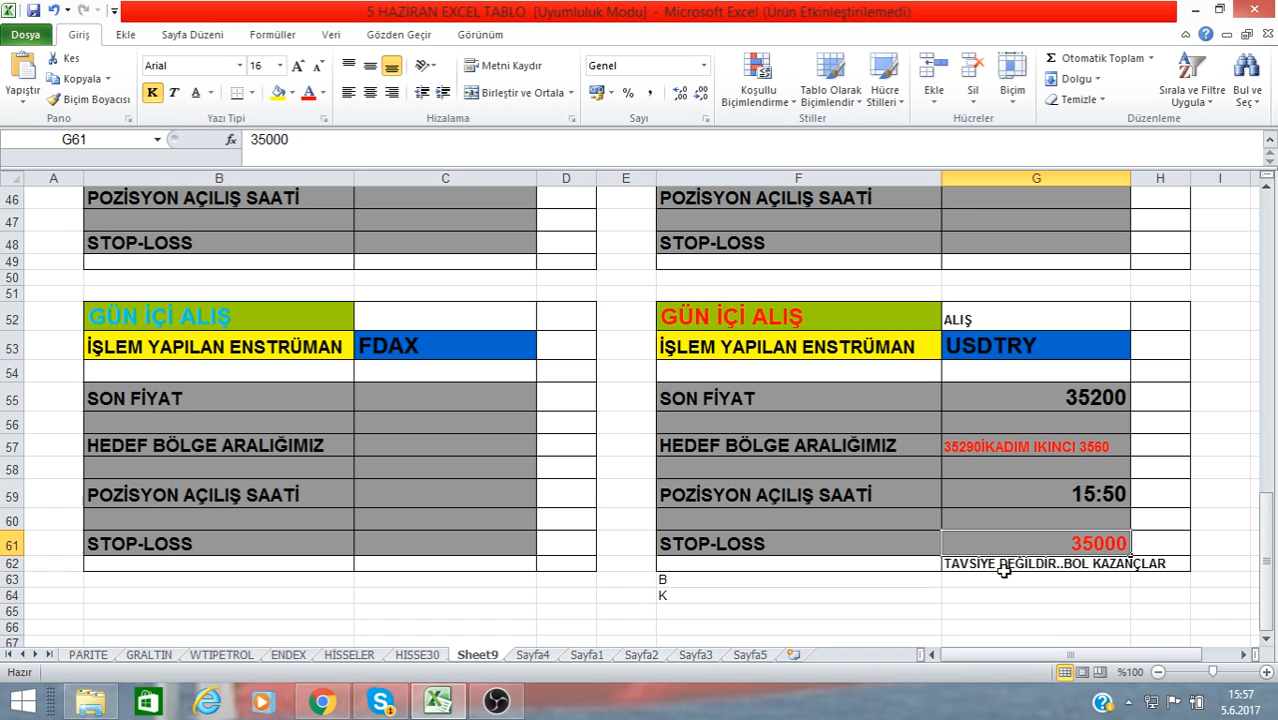 5 HAZİRAN EXCEL TABLO [Uyumluluk Modu] - Microsoft Excel (Ürün Etkinleştirilemedi)
Dosya Giriş Ekle Sayfa Düzeni Formüller Veri Gözden Geçir Görünüm
Yapıştır Kes Kopyala Biçim Boyacısı Pano
Arial 16 K T A A Yazı Tipi
Metni Kaydır Birleştir ve Ortala Hizalama
Genel % Sayı
Koşullu Biçimlendirme Tablo Olarak Biçimlendir Hücre Stilleri Stiller
Ekle Sil Biçim Hücreler
Otomatik Toplam Dolgu Temizle Sırala ve Filtre Uygula Bul ve Seç Düzenleme
G61 fx 35000
A B C D E F G H I
46 POZİSYON AÇILIŞ SAATİ POZİSYON AÇILIŞ SAATİ
47
48 STOP-LOSS STOP-LOSS
49
50
51
52 GÜN İÇİ ALIŞ GÜN İÇİ ALIŞ ALIŞ
53 İŞLEM YAPILAN ENSTRÜMAN FDAX İŞLEM YAPILAN ENSTRÜMAN USDTRY
54
55 SON FİYAT SON FİYAT 35200
56
57 HEDEF BÖLGE ARALIĞIMIZ HEDEF BÖLGE ARALIĞIMIZ 35290İKADIM IKINCI 3560
58
59 POZİSYON AÇILIŞ SAATİ POZİSYON AÇILIŞ SAATİ 15:50
60
61 STOP-LOSS STOP-LOSS 35000
62 TAVSİYE DEĞİLDİR..BOL KAZANÇLAR
63 B
64 K
65
66
67
PARITE GRALTIN WTIPETROL ENDEX HİSSELER HISSE30 Sheet9 Sayfa4 Sayfa1 Sayfa2 Sayfa3 Sayfa5
Hazır %100
15:57
5.6.2017